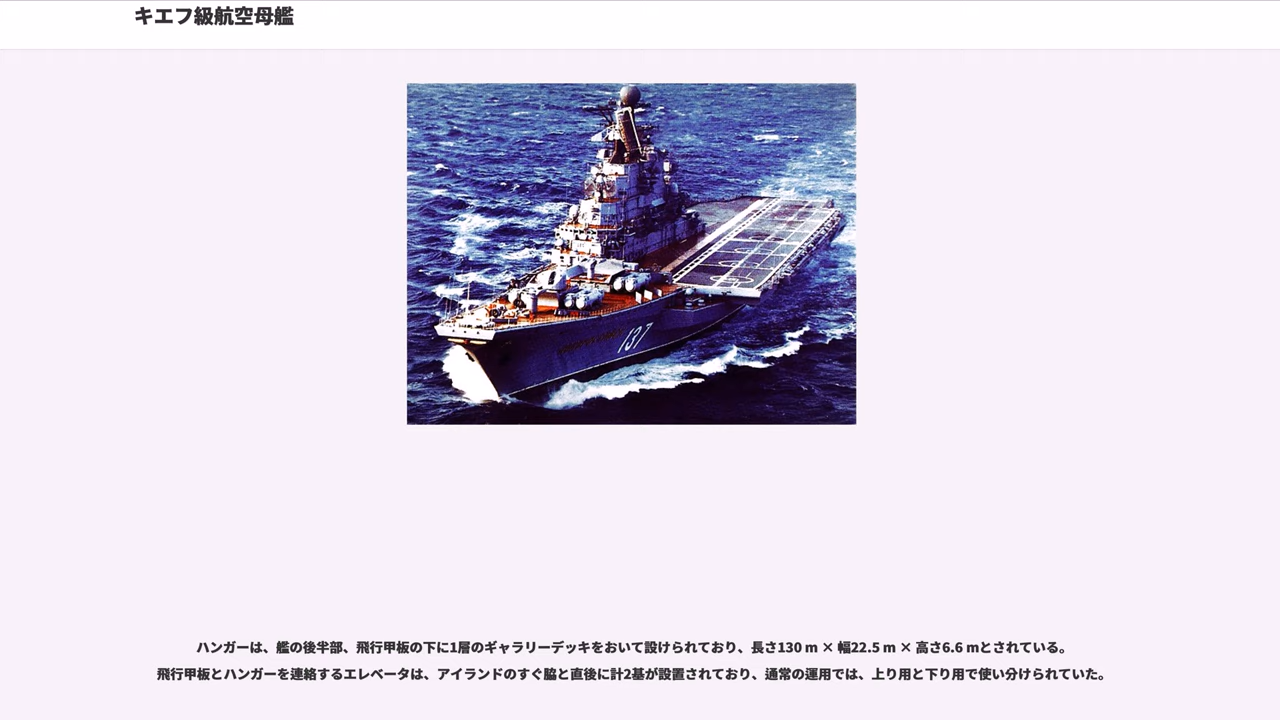 キエフ級航空母艦
137
ハンガーは、艦の後半部、飛行甲板の下に1層のギャラリーデッキをおいて設けられており、長さ130 m × 幅22.5 m × 高さ6.6 mとされている。
飛行甲板とハンガーを連絡するエレベータは、アイランドのすぐ脇と直後に計2基が設置されており、通常の運用では、上り用と下り用で使い分けられていた。